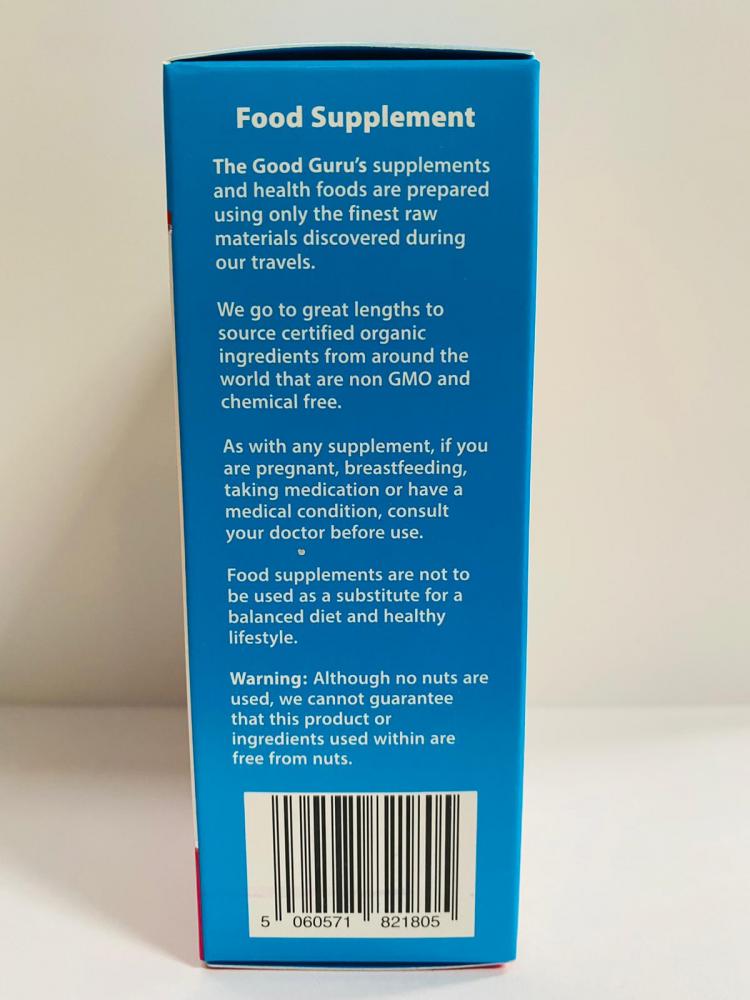 Food Supplement
The Good Guru's supplements
and health foods are prepared
using only the finest raw
materials discovered during
our travels.
We go to great lengths to
source certified organic
ingredients from around the
world that are non GMO and
chemical free.
As with any supplement, if you
are pregnant, breastfeeding,
taking medication or have a
medical condition, consult
your doctor before use.
Food supplements are not to
be used as a substitute for a
balanced diet and healthy
lifestyle.
Warning: Although no nuts are
used, we cannot guarantee
that this product or
ingredients used within are
free from nuts.
5 060571 821805